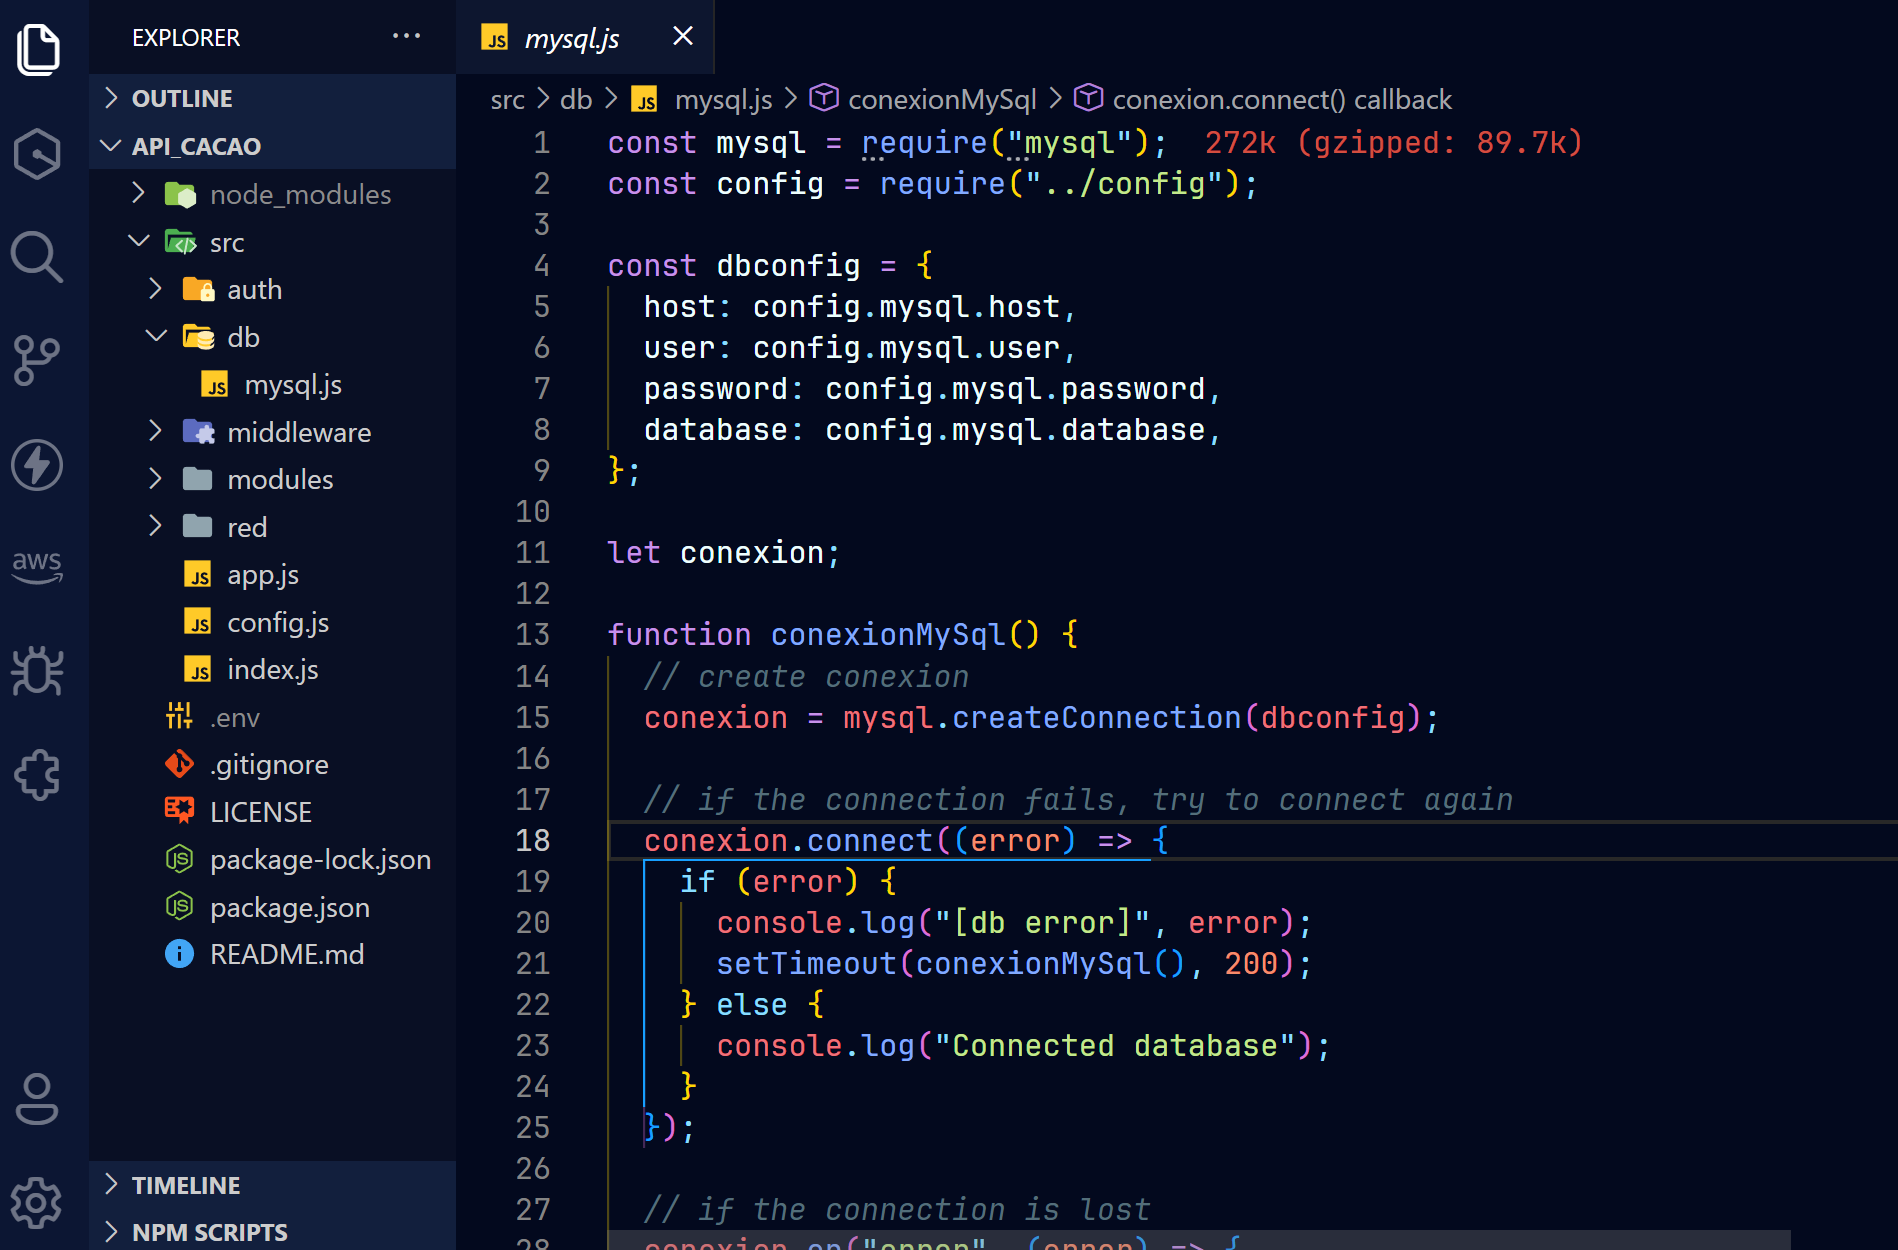 EXPLORER
OUTLINE
API_CACAO
node_modules
src
auth
db
mysql.js
middleware
modules
red
app.js
config.js
index.js
.env
.gitignore
LICENSE
package-lock.json
package.json
README.md
TIMELINE
NPM SCRIPTS
aws
JS mysql.js
src > db > JS mysql.js > conexionMySql > conexion.connect() callback
1 const mysql = require("mysql"); 272k (gzipped: 89.7k)
2 const config = require("../config");
3
4 const dbconfig = {
5 host: config.mysql.host,
6 user: config.mysql.user,
7 password: config.mysql.password,
8 database: config.mysql.database,
9 };
10
11 let conexion;
12
13 function conexionMySql() {
14 // create conexion
15 conexion = mysql.createConnection(dbconfig);
16
17 // if the connection fails, try to connect again
18 conexion.connect((error) => {
19 if (error) {
20 console.log("[db error]", error);
21 setTimeout(conexionMySql(), 200);
22 } else {
23 console.log("Connected database");
24 }
25 });
26
27 // if the connection is lost
28 conexion.on("error", (error) => {